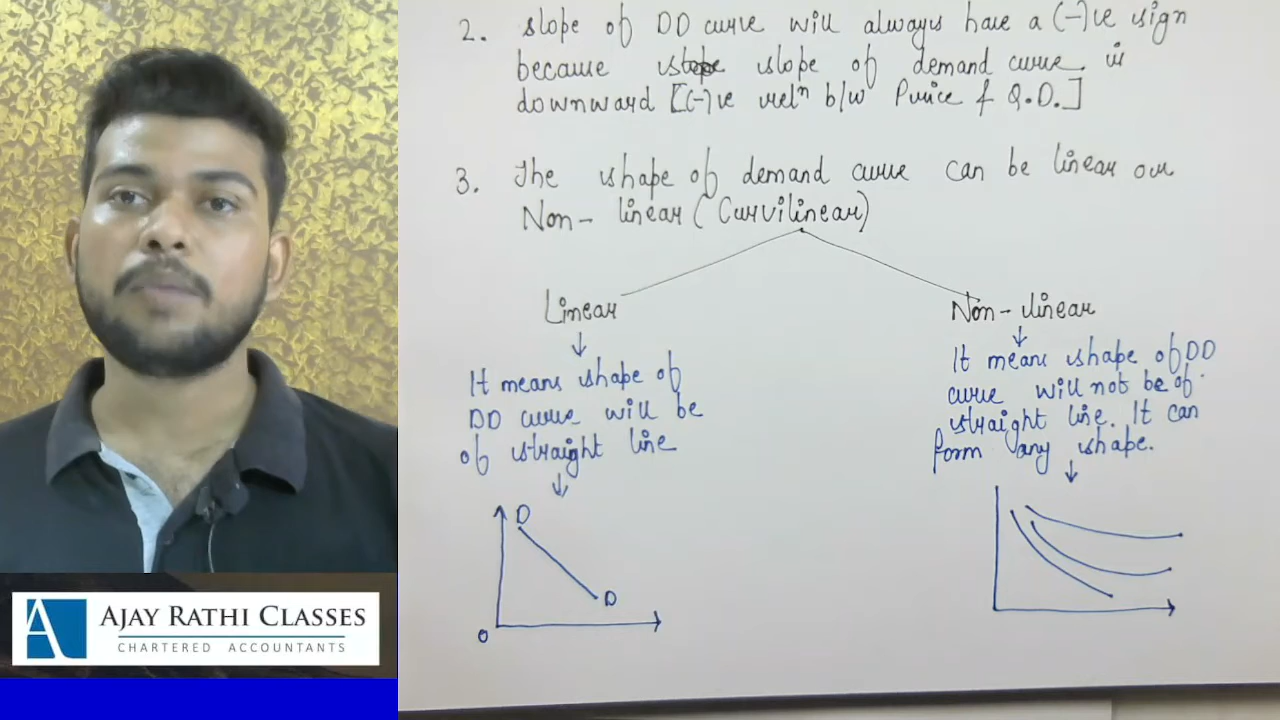 2. slope of DD curve will always have a (-)ve sign
because slope of demand curve is
downward [(-)ve relⁿ b/w Price & Q.D.]
3. The shape of demand curve can be linear or
Non-linear (Curvilinear)
Linear
It means shape of
DD curve will be
of straight line
D
D
O
Non-linear
It means shape of DD
curve will not be of
straight line. It can
form any shape.
A
AJAY RATHI CLASSES
CHARTERED ACCOUNTANTS